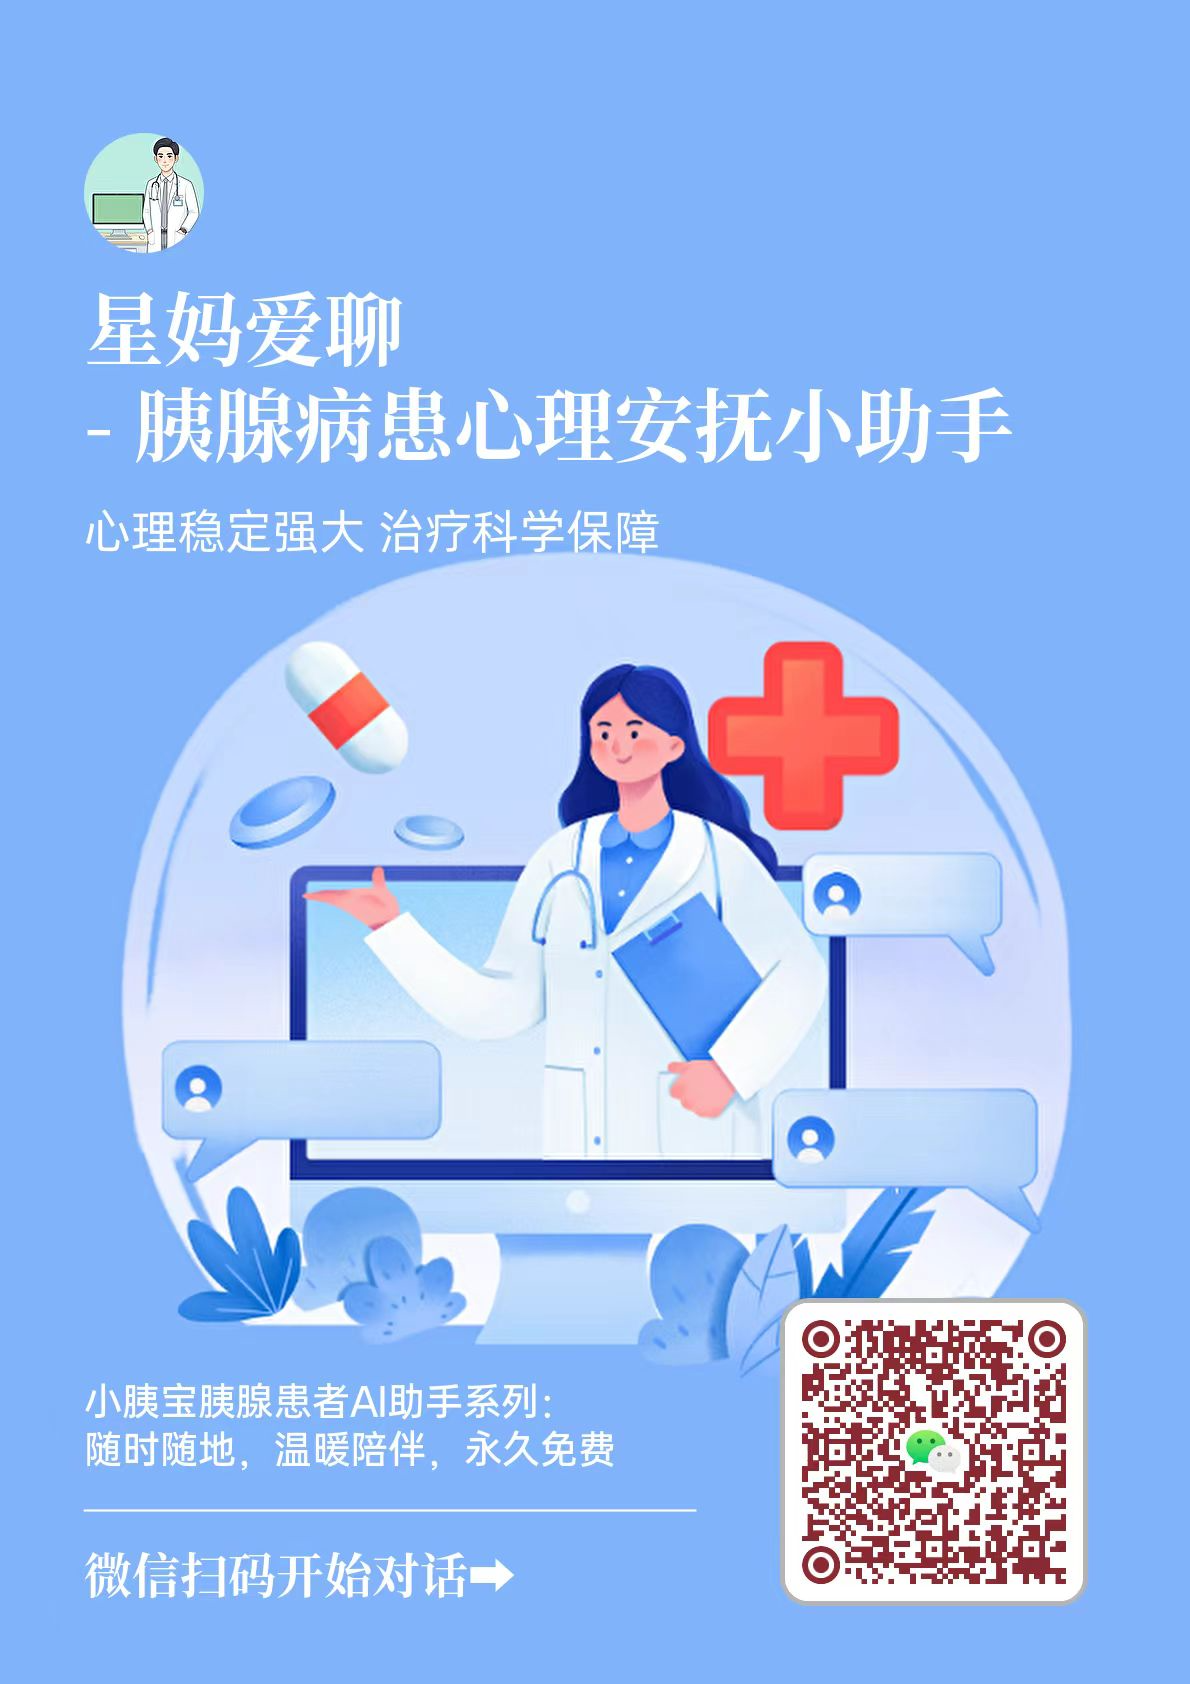 星妈爱聊
- 胰腺病患心理安抚小助手
心理稳定强大 治疗科学保障
小胰宝胰腺患者AI助手系列：
随时随地，温暖陪伴，永久免费
微信扫码开始对话➡